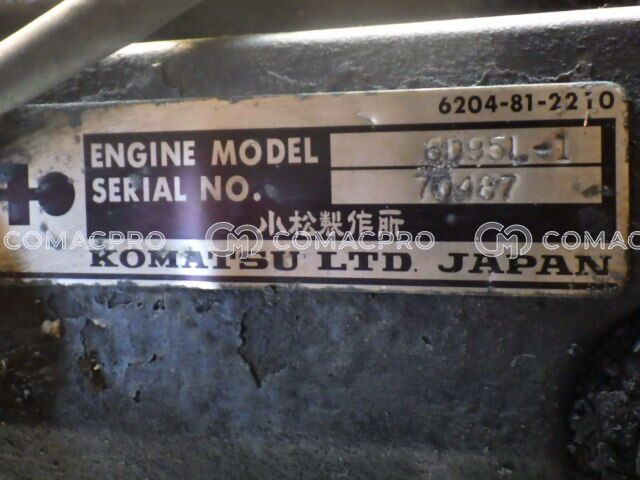 6204-81-2210
ENGINE MODEL 6D95L-1
SERIAL NO. 70487
小松製作所
COMACPRO COMACPRO COMACPRO
KOMATSU LTD. JAPAN